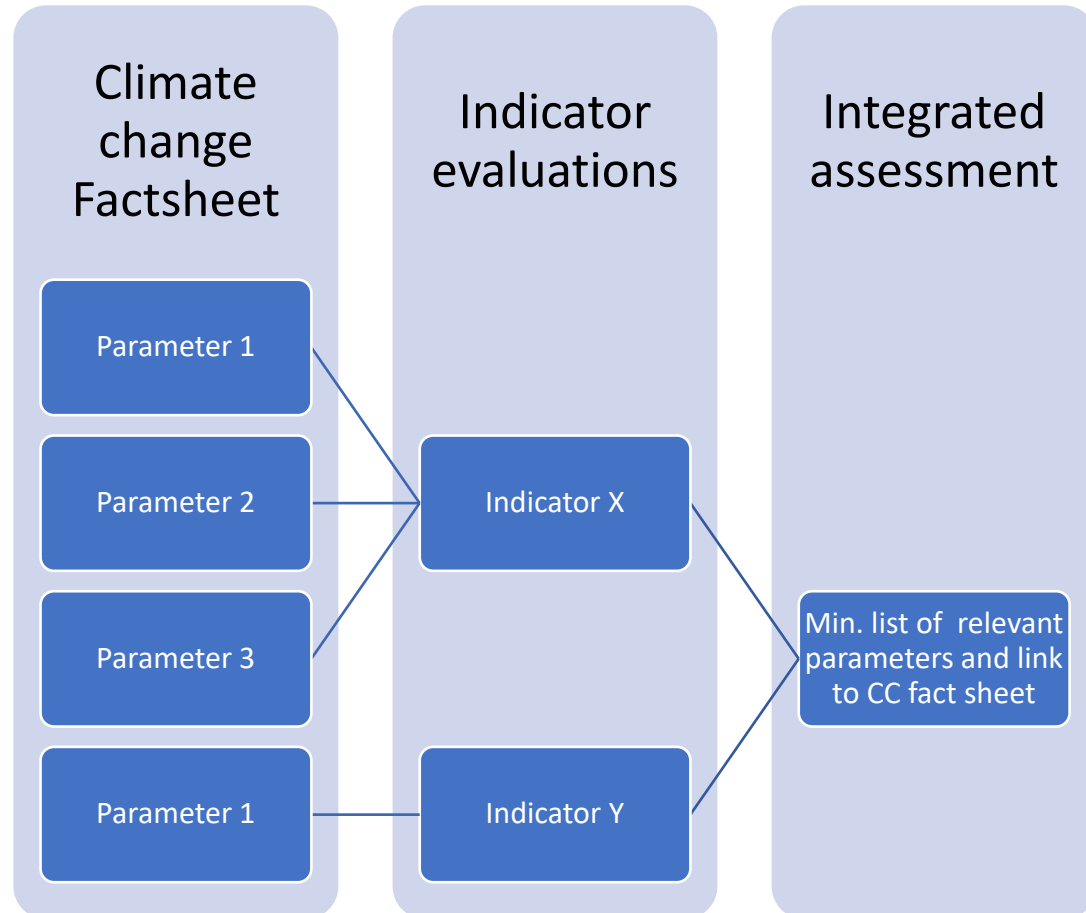 Climate
change
Factsheet
Parameter 1
Parameter 2
Parameter 3
Parameter 1
Indicator
evaluations
Indicator X
Indicator Y
Integrated
assessment
Min. list of relevant
parameters and link
to CC fact sheet